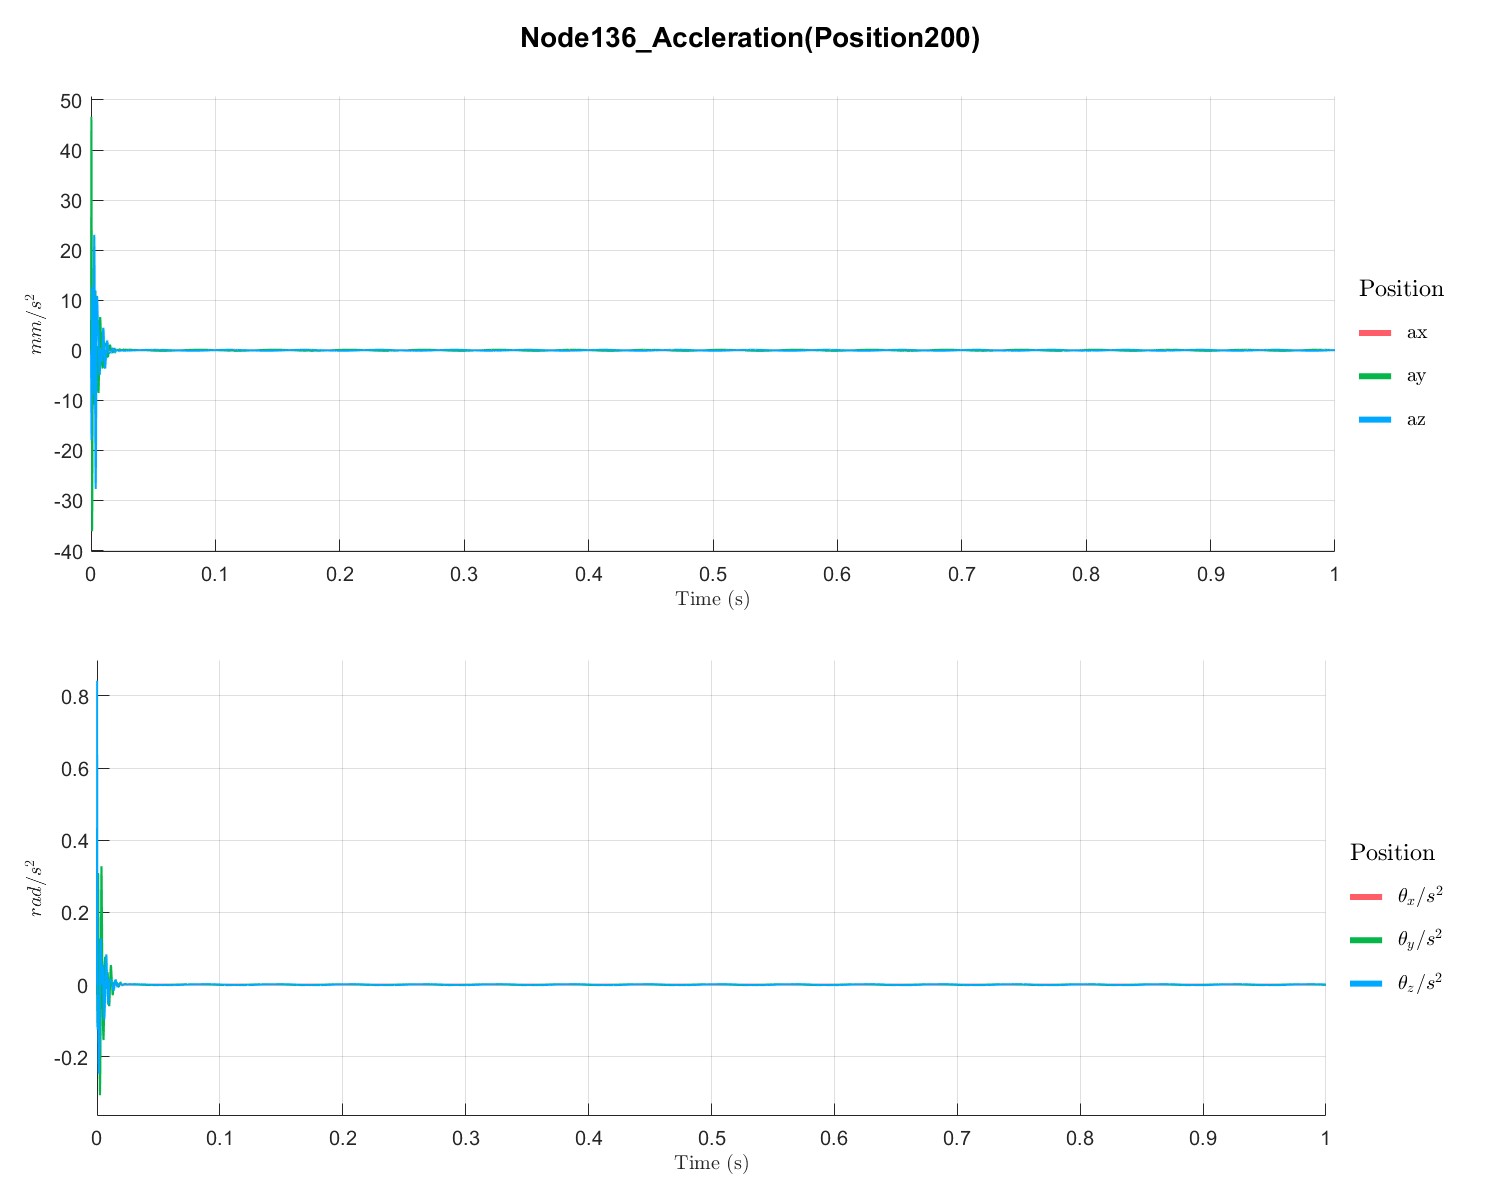 Node136_Accleration(Position200)
50
40
30
20
10
0
-10
-20
-30
-40
mm/s²
0 0.1 0.2 0.3 0.4 0.5 0.6 0.7 0.8 0.9 1
Time (s)
Position
ax
ay
az
0.8
0.6
0.4
0.2
0
-0.2
rad/s²
0 0.1 0.2 0.3 0.4 0.5 0.6 0.7 0.8 0.9 1
Time (s)
Position
θₓ/s²
θ_y/s²
θ_z/s²